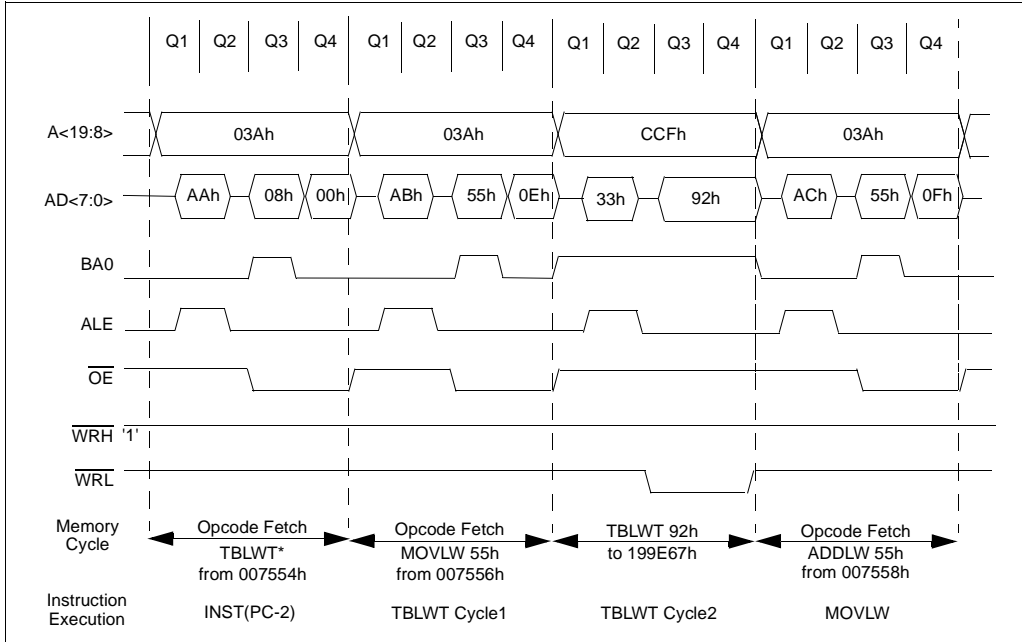 Q1 Q2 Q3 Q4 Q1 Q2 Q3 Q4 Q1 Q2 Q3 Q4 Q1 Q2 Q3 Q4
A<19:8> 03Ah 03Ah CCFh 03Ah
AD<7:0> AAh 08h 00h ABh 55h 0Eh 33h 92h ACh 55h 0Fh
BA0
ALE
OE
WRH '1'
WRL
Memory Cycle
Opcode Fetch
TBLWT*
from 007554h
Opcode Fetch
MOVLW 55h
from 007556h
TBLWT 92h
to 199E67h
Opcode Fetch
ADDLW 55h
from 007558h
Instruction Execution
INST(PC-2) TBLWT Cycle1 TBLWT Cycle2 MOVLW